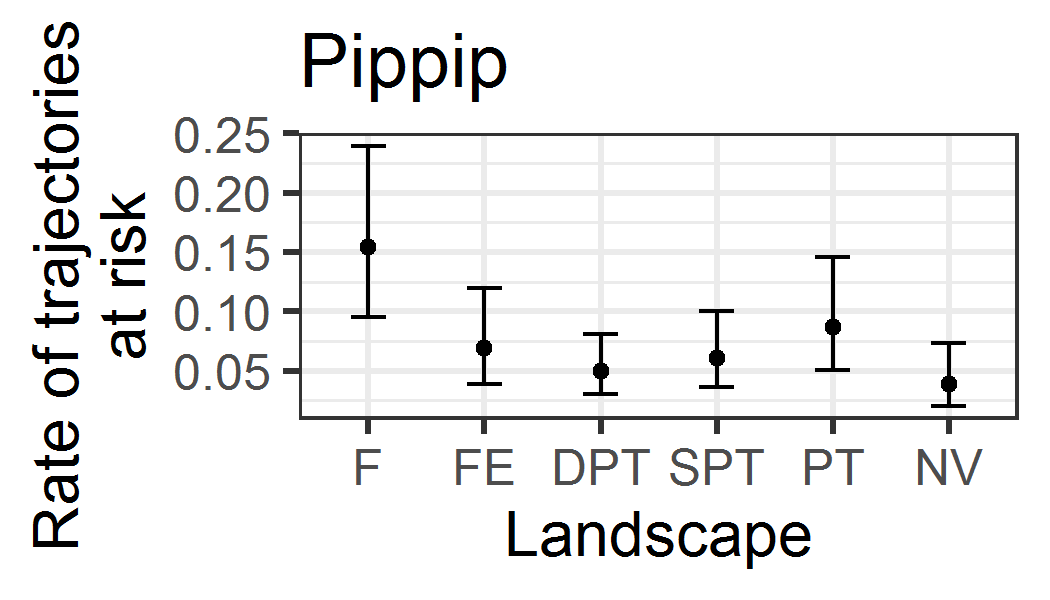 Pippip
Rate of trajectories
at risk
0.25
0.20
0.15
0.10
0.05
F FE DPT SPT PT NV
Landscape